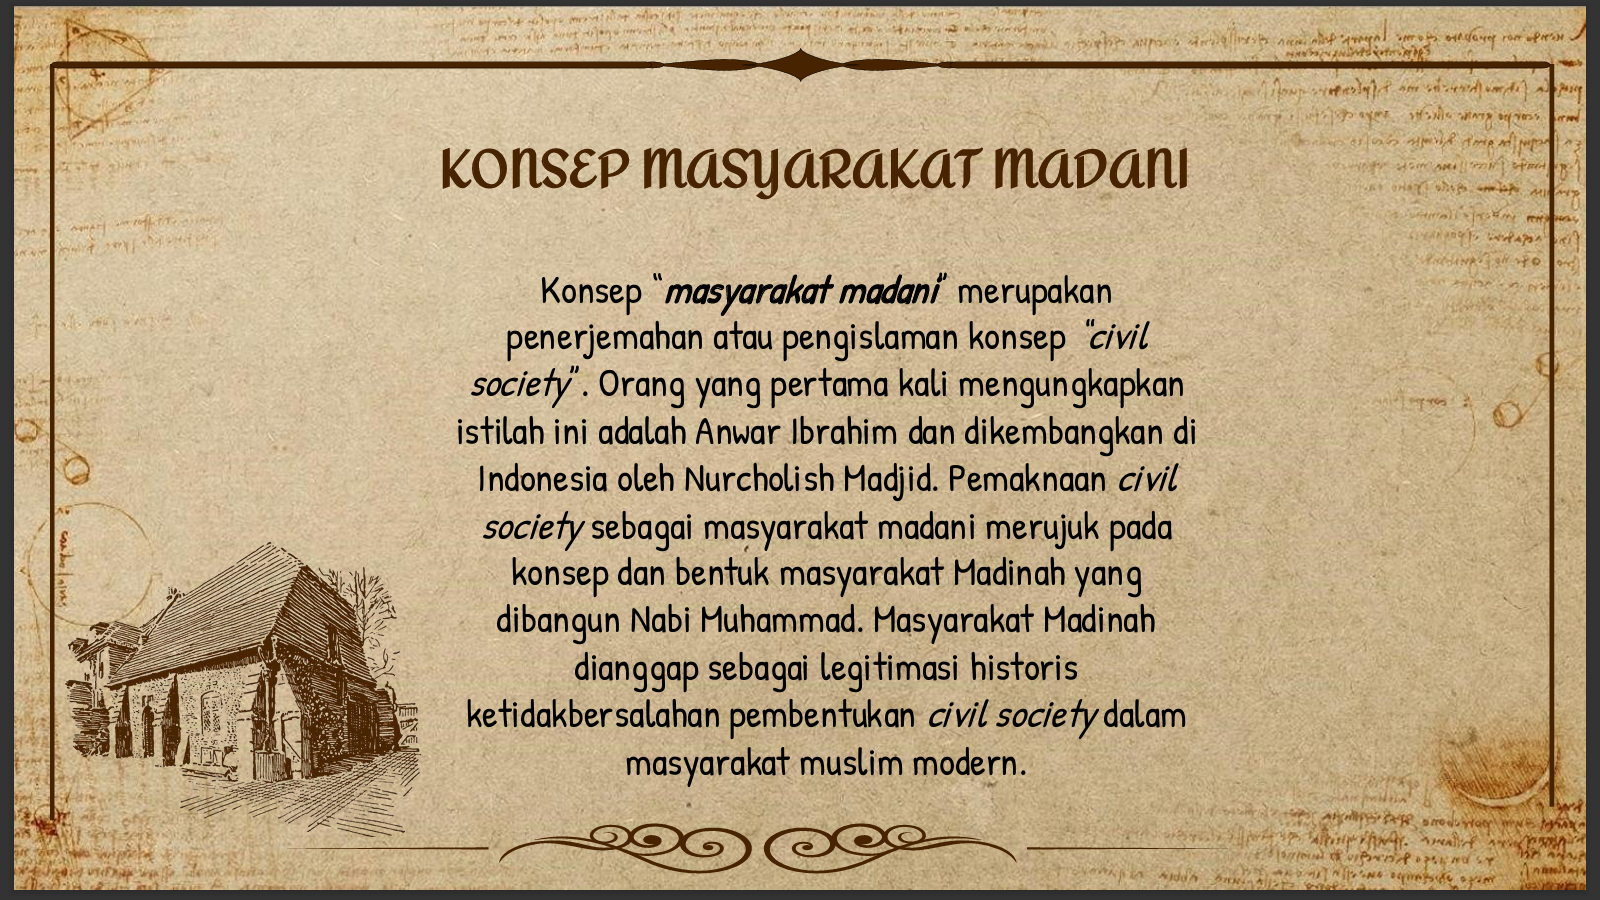 KONSEP MASYARAKAT MADANI
Konsep “masyarakat madani” merupakan
penerjemahan atau pengislaman konsep “civil
society”. Orang yang pertama kali mengungkapkan
istilah ini adalah Anwar Ibrahim dan dikembangkan di
Indonesia oleh Nurcholish Madjid. Pemaknaan civil
society sebagai masyarakat madani merujuk pada
konsep dan bentuk masyarakat Madinah yang
dibangun Nabi Muhammad. Masyarakat Madinah
dianggap sebagai legitimasi historis
ketidakbersalahan pembentukan civil society dalam
masyarakat muslim modern.